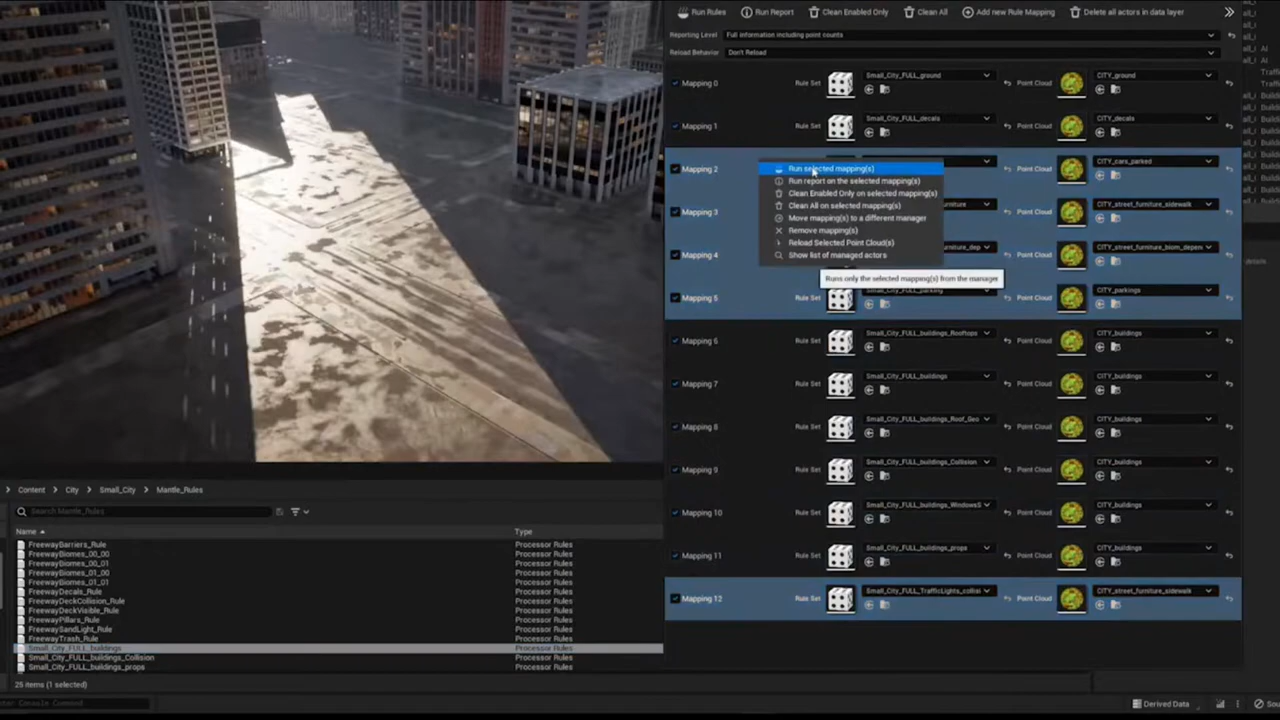 Run Rules Run Report Clean Enabled Only Clean All Add new Rule Mapping Delete all actors in data layer
Reporting Level Full information including point counts
Reload Behavior Don't Reload
Mapping 0 Rule Set Small_City_FULL_ground Point Cloud CITY_ground
Mapping 1 Rule Set Small_City_FULL_decals Point Cloud CITY_decals
Mapping 2 Point Cloud CITY_cars_parked
Run selected mapping(s)
Run report on the selected mapping(s)
Clean Enabled Only on selected mapping(s)
Clean All on selected mapping(s)
Move mapping(s) to a different manager
Remove mapping(s)
Reload Selected Point Cloud(s)
Show list of managed actors
Runs only the selected mapping(s) from the manager
Mapping 3 Point Cloud CITY_street_furniture_sidewalk
Mapping 4 Point Cloud CITY_street_furniture_biom_depen
Mapping 5 Rule Set Small_City_FULL_parking Point Cloud CITY_parkings
Mapping 6 Rule Set Small_City_FULL_buildings_Rooftops Point Cloud CITY_buildings
Mapping 7 Rule Set Small_City_FULL_buildings Point Cloud CITY_buildings
Mapping 8 Rule Set Small_City_FULL_buildings_Roof_Geo Point Cloud CITY_buildings
Mapping 9 Rule Set Small_City_FULL_buildings_Collision Point Cloud CITY_buildings
Mapping 10 Rule Set Small_City_FULL_buildings_WindowsS Point Cloud CITY_buildings
Mapping 11 Rule Set Small_City_FULL_buildings_props Point Cloud CITY_buildings
Mapping 12 Rule Set Small_City_FULL_TrafficLights_collisi Point Cloud CITY_street_furniture_sidewalk
Content City Small_City Mantle_Rules
Search Mantle_Rules
Name Type
FreewayBarriers_Rule Processor Rules
FreewayBiomes_00_00 Processor Rules
FreewayBiomes_00_01 Processor Rules
FreewayBiomes_01_00 Processor Rules
FreewayBiomes_01_01 Processor Rules
FreewayDecals_Rule Processor Rules
FreewayDeckCollision_Rule Processor Rules
FreewayDeckVisible_Rule Processor Rules
FreewayPillars_Rule Processor Rules
FreewaySandLight_Rule Processor Rules
FreewayTrash_Rule Processor Rules
Small_City_FULL_buildings Processor Rules
Small_City_FULL_buildings_Collision Processor Rules
Small_City_FULL_buildings_props Processor Rules
25 items (1 selected)
Console Command
Derived Data